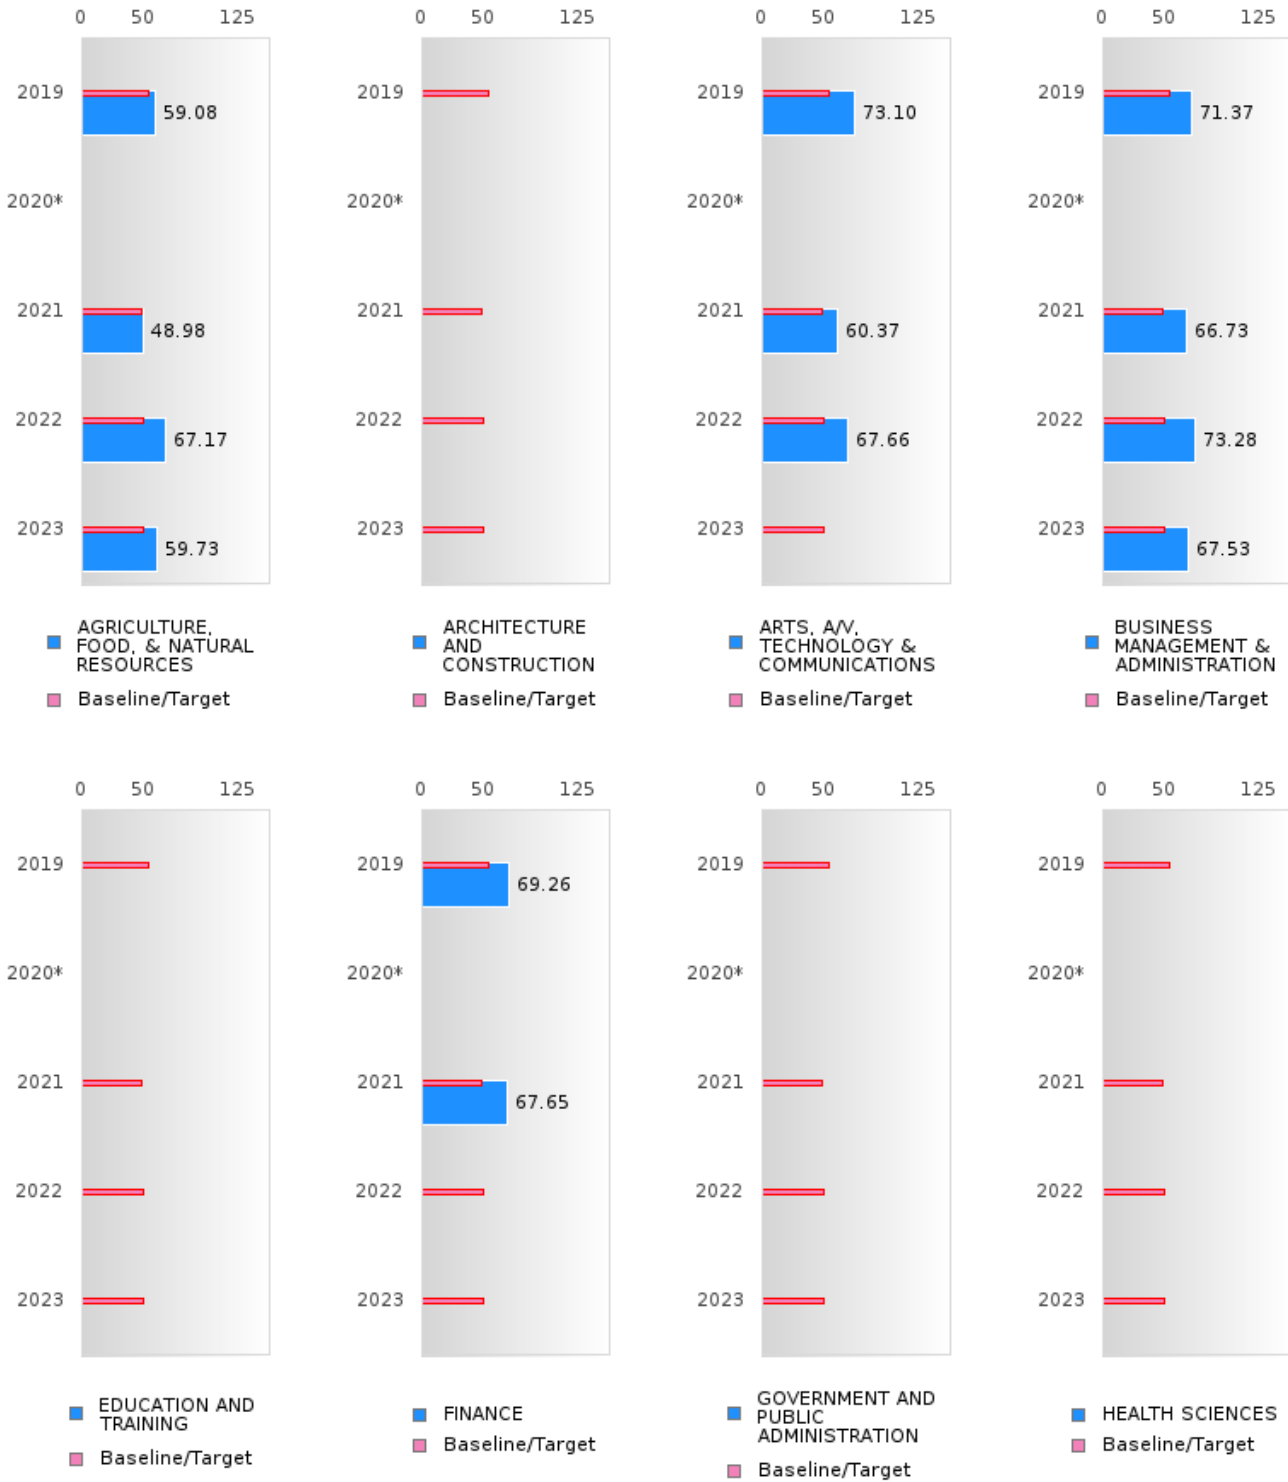 0 50 125
2019
59.08
2020*
2021
48.98
2022
67.17
2023
59.73
AGRICULTURE,
FOOD, & NATURAL
RESOURCES
Baseline/Target
0 50 125
2019
2020*
2021
2022
2023
ARCHITECTURE
AND
CONSTRUCTION
Baseline/Target
0 50 125
2019
73.10
2020*
2021
60.37
2022
67.66
2023
ARTS, A/V,
TECHNOLOGY &
COMMUNICATIONS
Baseline/Target
0 50 125
2019
71.37
2020*
2021
66.73
2022
73.28
2023
67.53
BUSINESS
MANAGEMENT &
ADMINISTRATION
Baseline/Target
0 50 125
2019
2020*
2021
2022
2023
EDUCATION AND
TRAINING
Baseline/Target
0 50 125
2019
69.26
2020*
2021
67.65
2022
2023
FINANCE
Baseline/Target
0 50 125
2019
2020*
2021
2022
2023
GOVERNMENT AND
PUBLIC
ADMINISTRATION
Baseline/Target
0 50 125
2019
2020*
2021
2022
2023
HEALTH SCIENCES
Baseline/Target